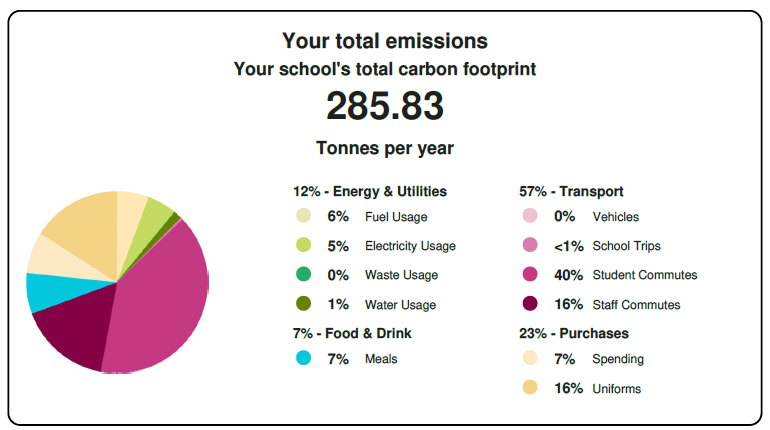 Your total emissions
Your school's total carbon footprint
285.83
Tonnes per year
12% - Energy & Utilities
6% Fuel Usage
5% Electricity Usage
0% Waste Usage
1% Water Usage
7% - Food & Drink
7% Meals
57% - Transport
0% Vehicles
<1% School Trips
40% Student Commutes
16% Staff Commutes
23% - Purchases
7% Spending
16% Uniforms